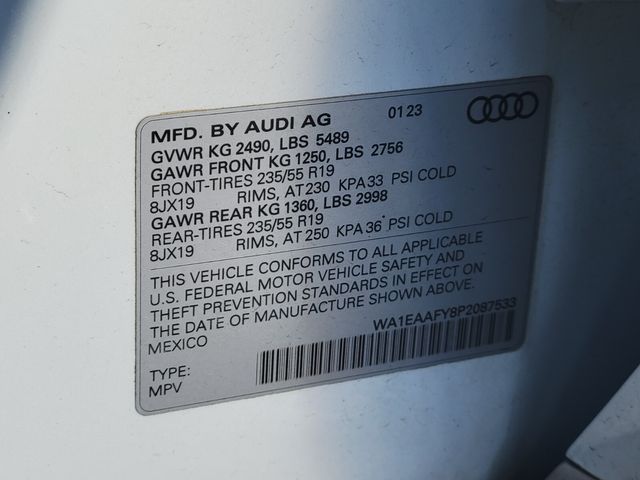 MFD. BY AUDI AG 01 23
GVWR KG 2490, LBS 5489
GAWR FRONT KG 1250, LBS 2756
FRONT-TIRES 235/55 R19
8JX19 RIMS, AT 230 KPA 33 PSI COLD
GAWR REAR KG 1360, LBS 2998
REAR-TIRES 235/55 R19
8JX19 RIMS, AT 250 KPA 36 PSI COLD
THIS VEHICLE CONFORMS TO ALL APPLICABLE
U.S. FEDERAL MOTOR VEHICLE SAFETY AND
THEFT PREVENTION STANDARDS IN EFFECT ON
THE DATE OF MANUFACTURE SHOWN ABOVE
MEXICO
WA1EAAFY8P2087533
TYPE:
MPV